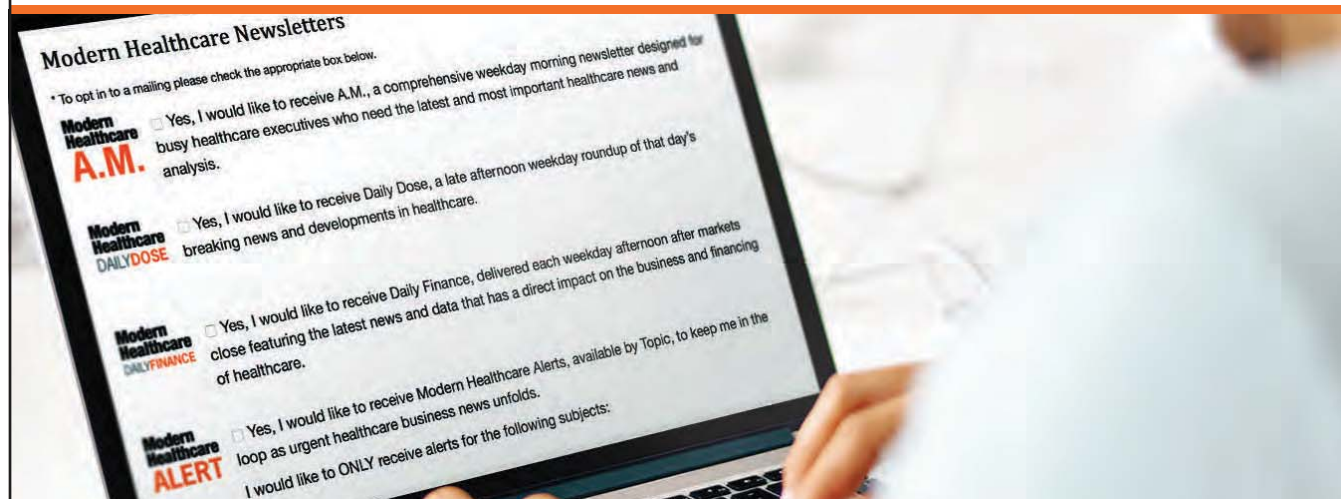 Modern Healthcare Newsletters
* To opt in to a mailing please check the appropriate box below.
Modern
Healthcare
A.M.
Yes, I would like to receive A.M., a comprehensive weekday morning newsletter designed for
busy healthcare executives who need the latest and most important healthcare news and
analysis.
Modern
Healthcare
DAILYDOSE
Yes, I would like to receive Daily Dose, a late afternoon weekday roundup of that day's
breaking news and developments in healthcare.
Modern
Healthcare
DAILYFINANCE
Yes, I would like to receive Daily Finance, delivered each weekday afternoon after markets
close featuring the latest news and data that has a direct impact on the business and financing
of healthcare.
Modern
Healthcare
ALERT
Yes, I would like to receive Modern Healthcare Alerts, available by Topic, to keep me in the
loop as urgent healthcare business news unfolds.
I would like to ONLY receive alerts for the following subjects: